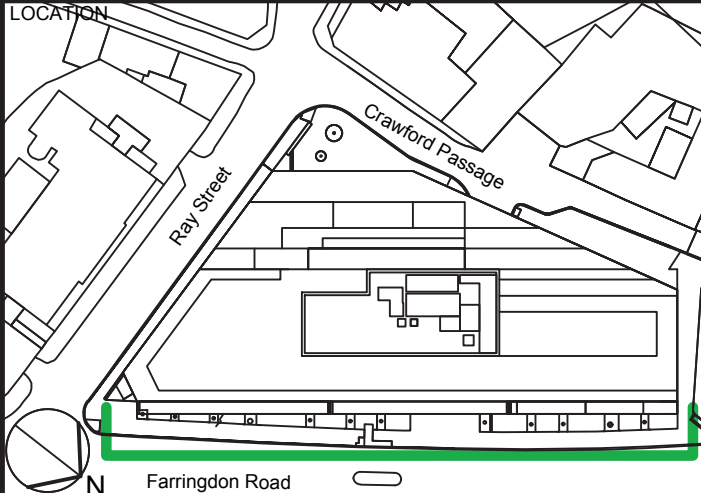 LOCATION
Crawford Passage
Ray Street
N
Farringdon Road